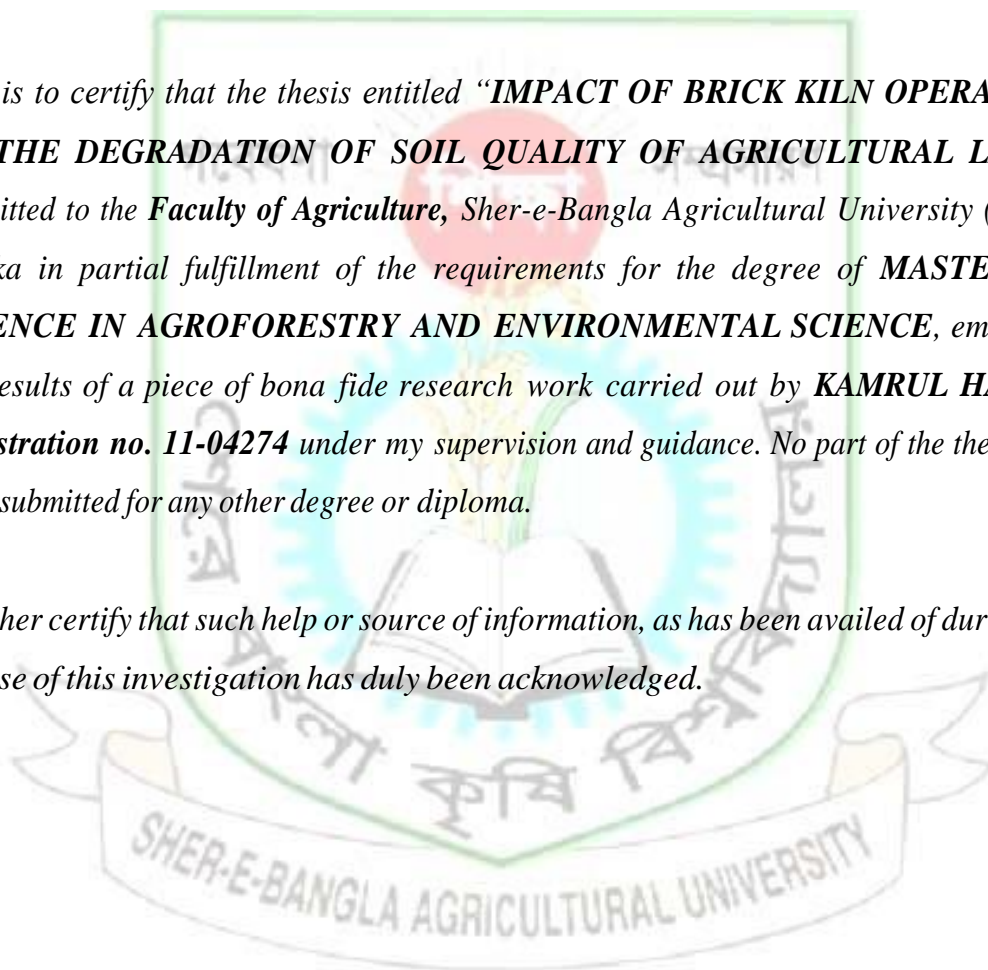 is to certify that the thesis entitled “IMPACT OF BRICK KILN OPERA
THE DEGRADATION OF SOIL QUALITY OF AGRICULTURAL L
itted to the Faculty of Agriculture, Sher-e-Bangla Agricultural University (
ka in partial fulfillment of the requirements for the degree of MASTE
ENCE IN AGROFORESTRY AND ENVIRONMENTAL SCIENCE, em
esults of a piece of bona fide research work carried out by KAMRUL HA
stration no. 11-04274 under my supervision and guidance. No part of the the
submitted for any other degree or diploma.
her certify that such help or source of information, as has been availed of dur
se of this investigation has duly been acknowledged.
শিক্ষা
শেরে বাংলা কৃষি বিশ্ববিদ্যালয়
SHER-E-BANGLA AGRICULTURAL UNIVERSITY